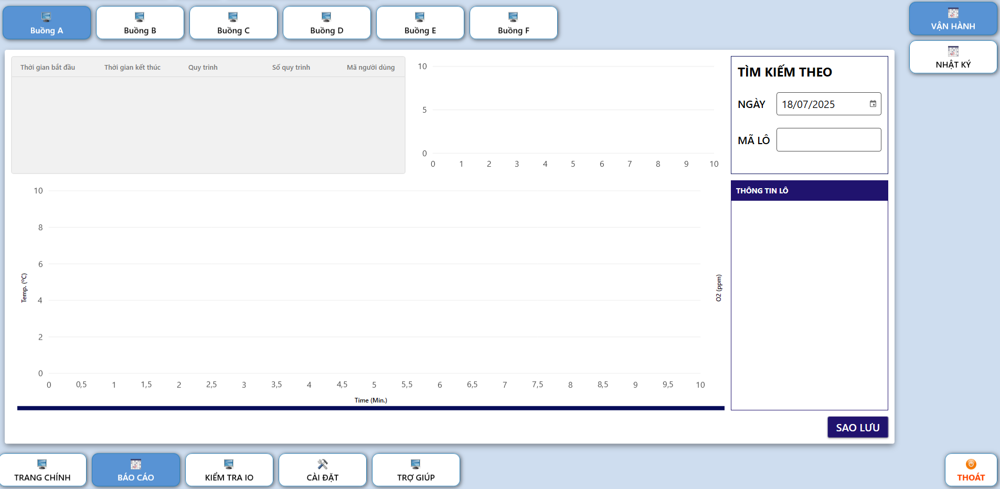 Buồng A
Buồng B
Buồng C
Buồng D
Buồng E
Buồng F
VẬN HÀNH
NHẬT KÝ
Thời gian bắt đầu Thời gian kết thúc Quy trình Số quy trình Mã người dùng
10
5
0
0 1 2 3 4 5 6 7 8 9 10
TÌM KIẾM THEO
NGÀY 18/07/2025
MÃ LÔ
THÔNG TIN LÔ
10
8
6
4
2
0
Temp. (ºC)
O2 (ppm)
0 0,5 1 1,5 2 2,5 3 3,5 4 4,5 5 5,5 6 6,5 7 7,5 8 8,5 9 9,5 10
Time (Min.)
SAO LƯU
TRANG CHÍNH
BÁO CÁO
KIỂM TRA IO
CÀI ĐẶT
TRỢ GIÚP
THOÁT